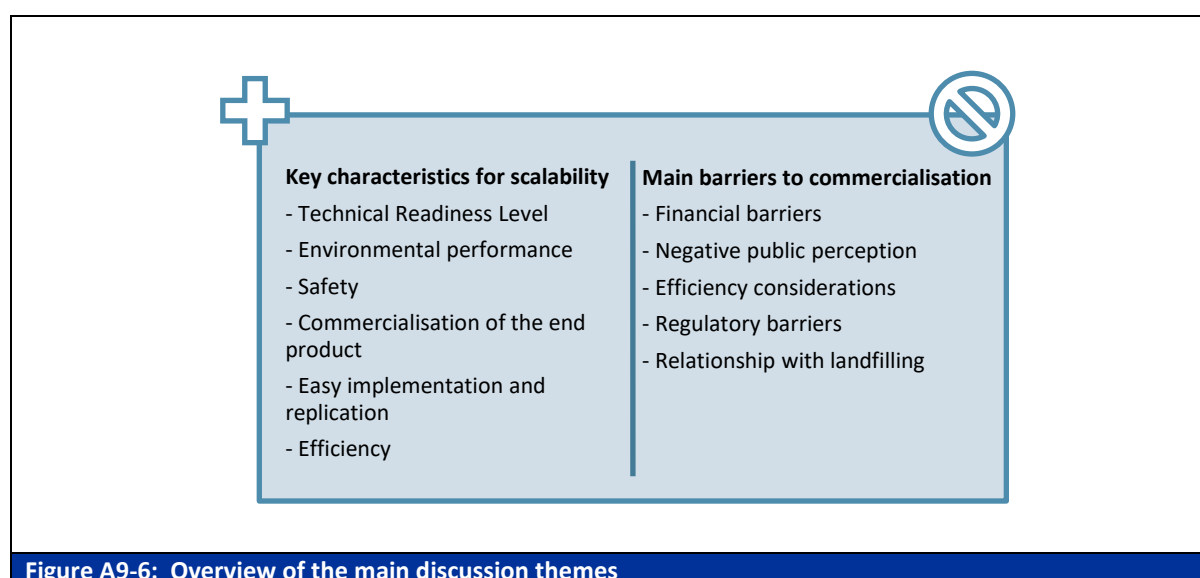 Key characteristics for scalability
- Technical Readiness Level
- Environmental performance
- Safety
- Commercialisation of the end
product
- Easy implementation and
replication
- Efficiency
Main barriers to commercialisation
- Financial barriers
- Negative public perception
- Efficiency considerations
- Regulatory barriers
- Relationship with landfilling
Figure A9-6: Overview of the main discussion themes